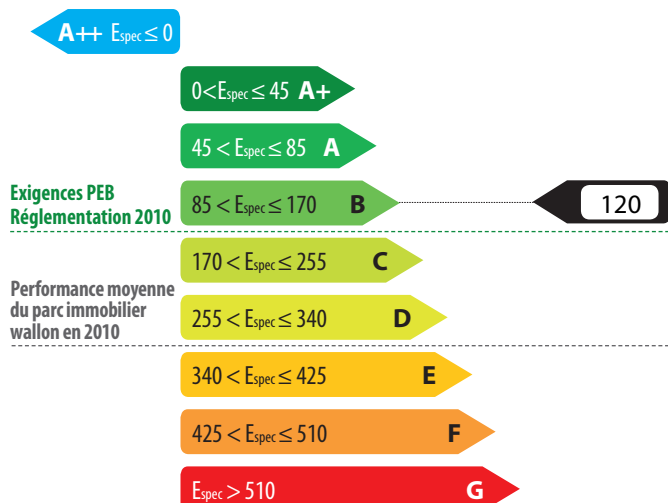 A++ Espec ≤ 0
0<Espec ≤ 45 A+
45 < Espec ≤ 85 A
Exigences PEB
Réglementation 2010
85 < Espec ≤ 170 B
120
170 < Espec ≤ 255 C
Performance moyenne
du parc immobilier
wallon en 2010
255 < Espec ≤ 340 D
340 < Espec ≤ 425 E
425 < Espec ≤ 510 F
Espec > 510 G